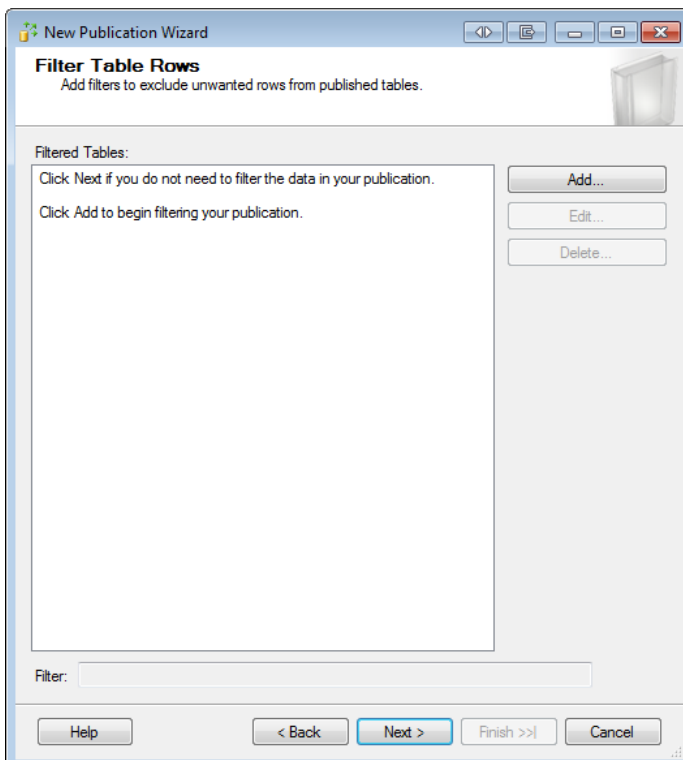 New Publication Wizard
Filter Table Rows
Add filters to exclude unwanted rows from published tables.
Filtered Tables:
Click Next if you do not need to filter the data in your publication.
Add...
Click Add to begin filtering your publication.
Edit...
Delete...
Filter:
Help
< Back
Next >
Finish >>|
Cancel